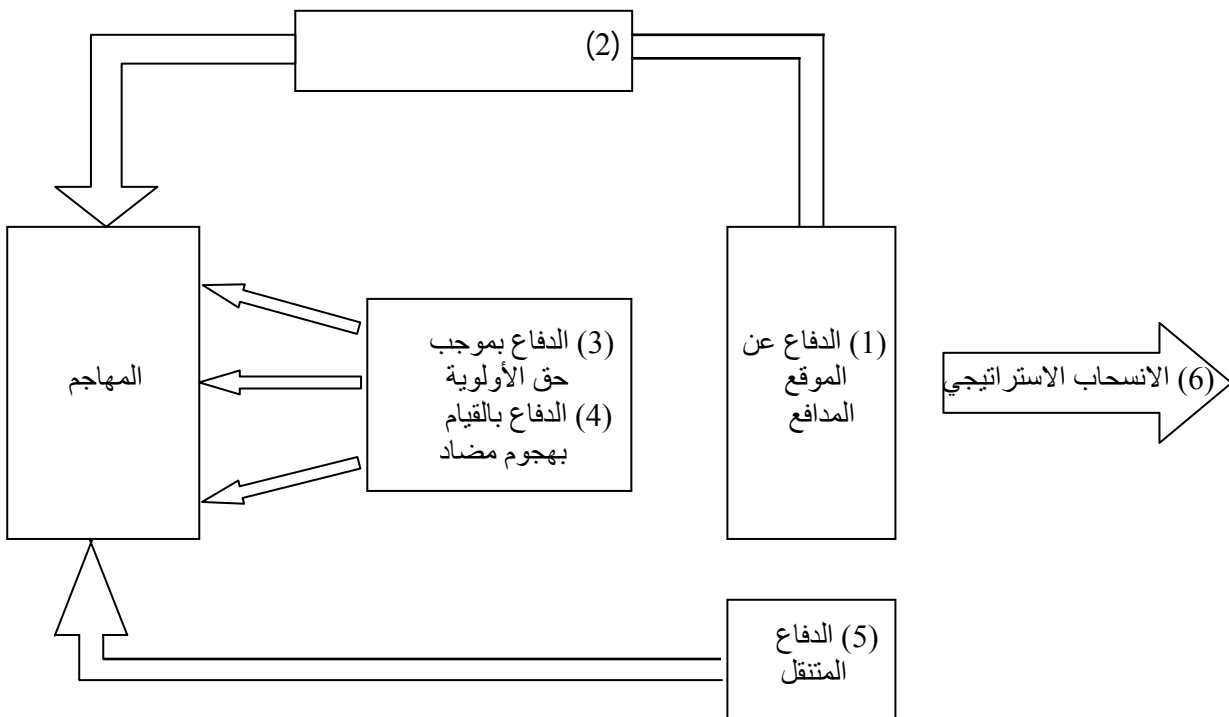 (2)
المهاجم
(3) الدفاع بموجب
حق الأولوية
(4) الدفاع بالقيام
بهجوم مضاد
(1) الدفاع عن
الموقع
المدافع
(6) الانسحاب الاستراتيجي
(5) الدفاع
المتنقل